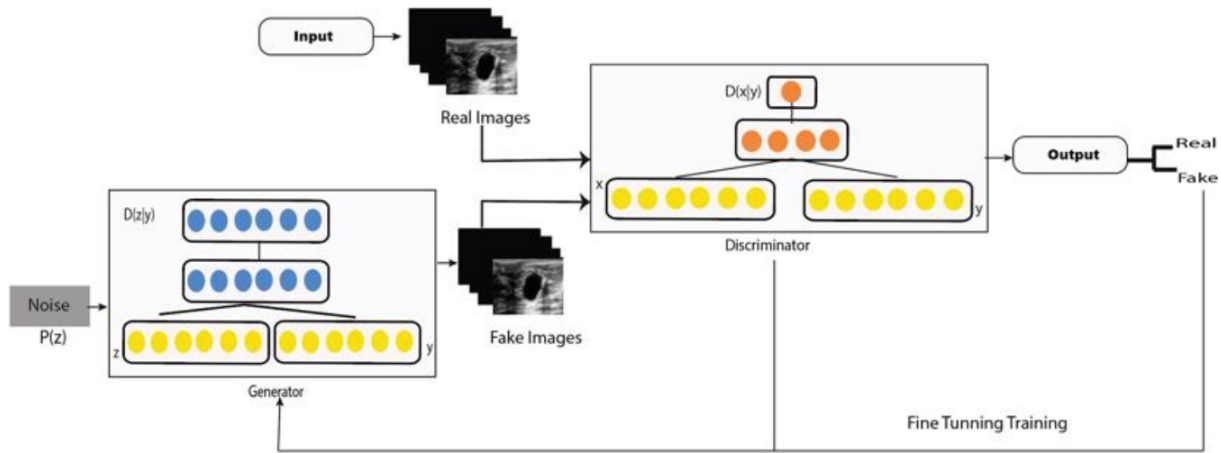 Input
Real Images
D(x|y)
x
y
Discriminator
Output
Real
Fake
D(z|y)
Noise
P(z)
z
y
Generator
Fake Images
Fine Tunning Training